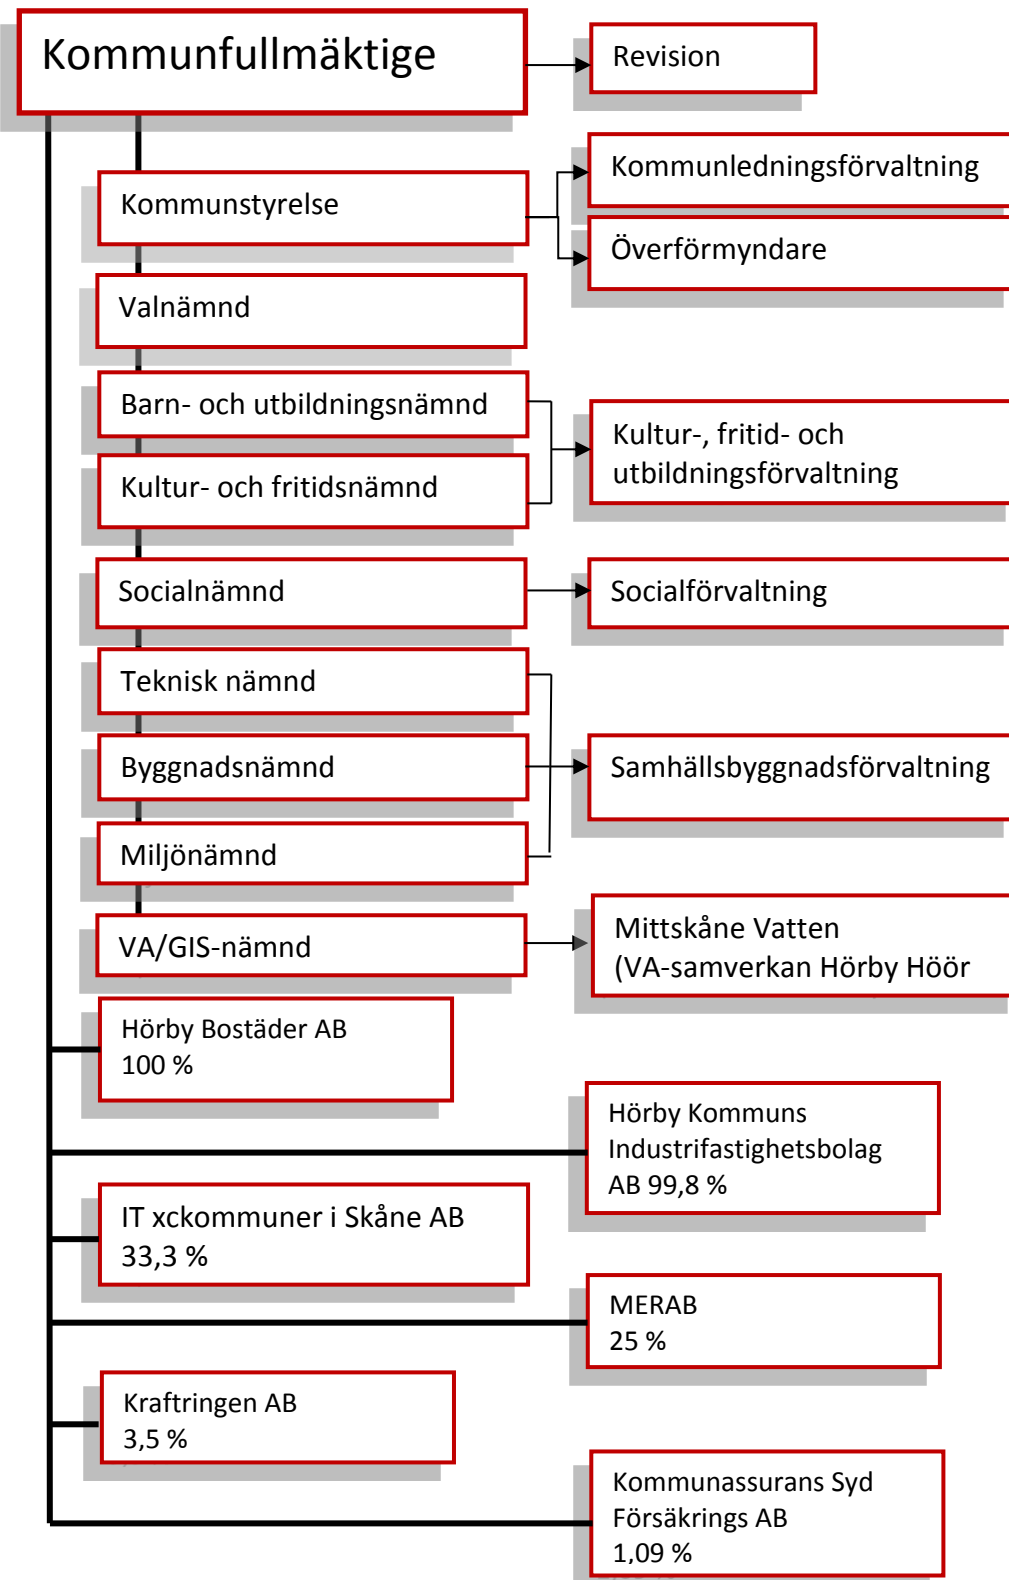 Kommunfullmäktige
Revision
Kommunledningsförvaltning
Kommunstyrelse
Överförmyndare
Valnämnd
Barn- och utbildningsnämnd
Kultur-, fritid- och
utbildningsförvaltning
Kultur- och fritidsnämnd
Socialnämnd
Socialförvaltning
Teknisk nämnd
Byggnadsnämnd
Samhällsbyggnadsförvaltning
Miljönämnd
VA/GIS-nämnd
Mittskåne Vatten
(VA-samverkan Hörby Höör
Hörby Bostäder AB
100 %
Hörby Kommuns
Industrifastighetsbolag
AB 99,8 %
IT xckommuner i Skåne AB
33,3 %
MERAB
25 %
Kraftringen AB
3,5 %
Kommunassurans Syd
Försäkrings AB
1,09 %